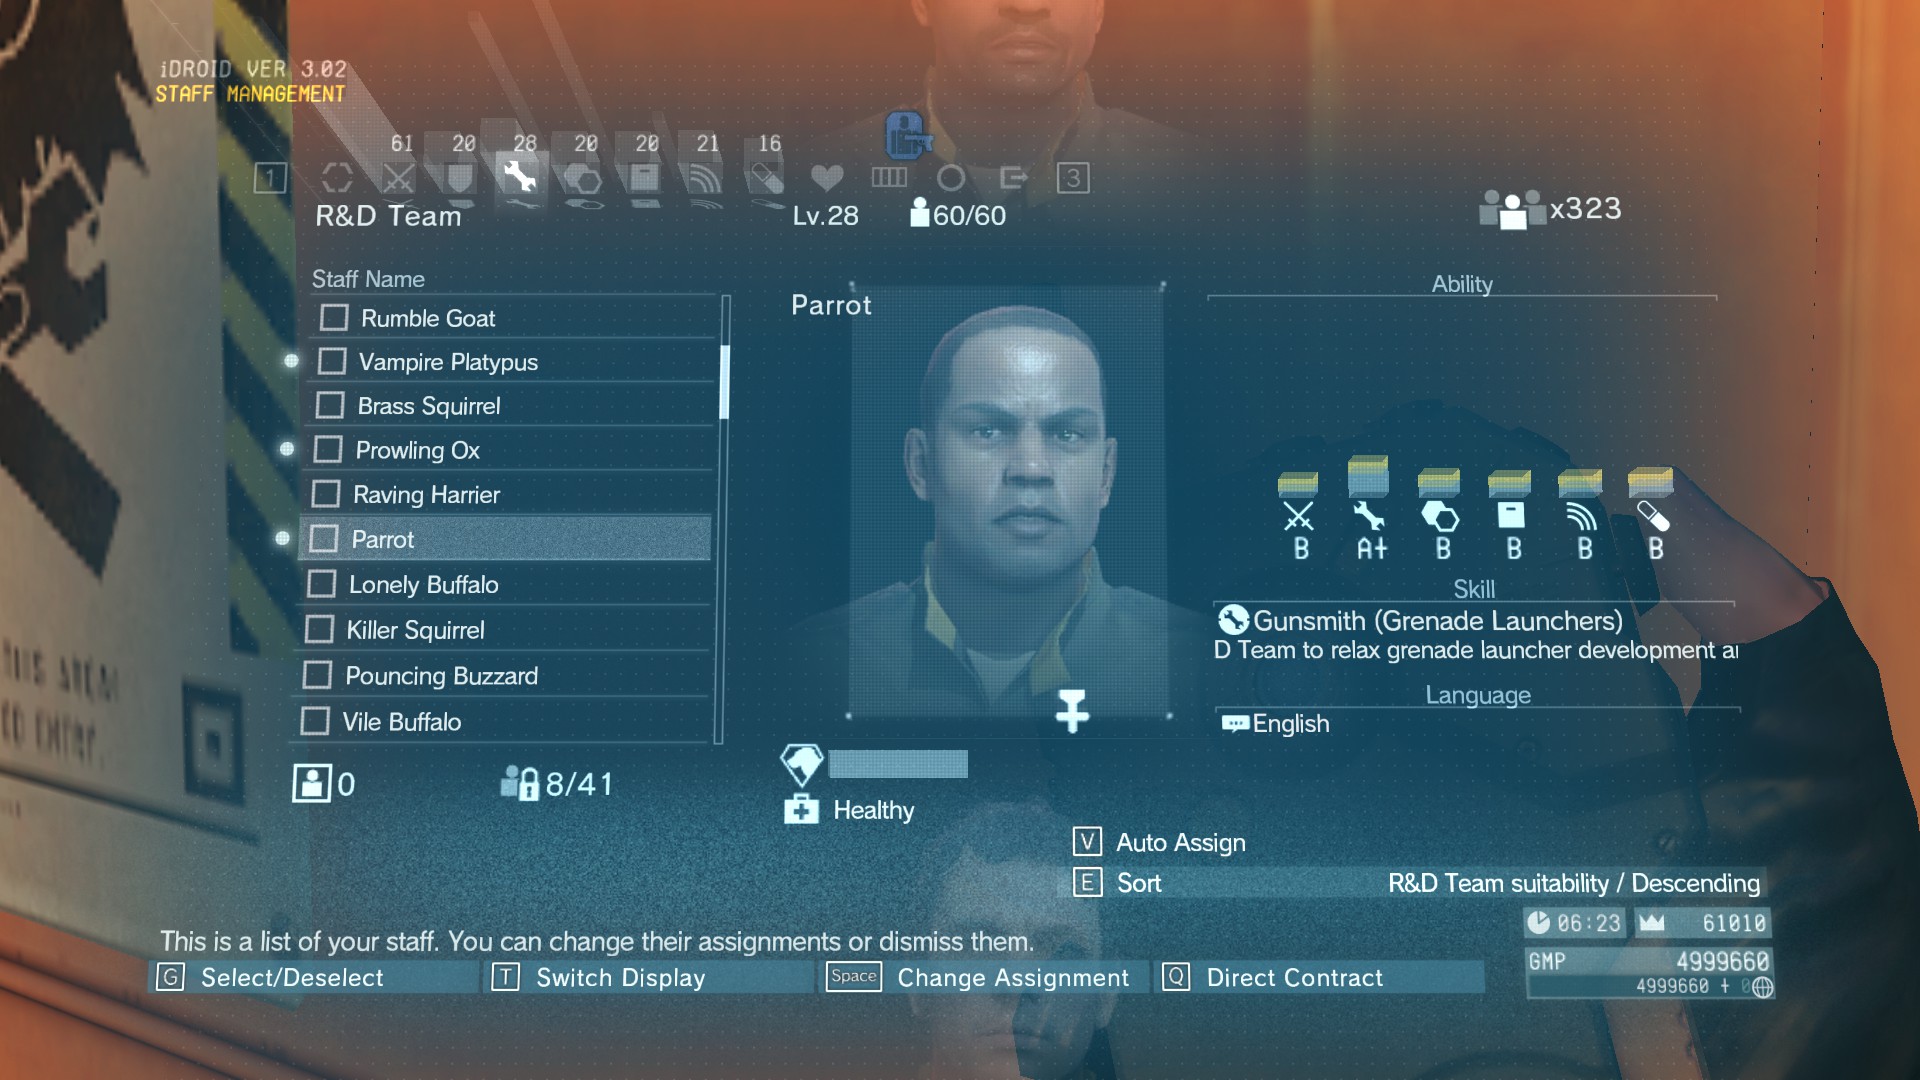 iDROID VER 3.02
STAFF MANAGEMENT
61 20 28 20 20 21 16
1 3
R&D Team Lv.28 60/60 x323
Staff Name
Rumble Goat
Vampire Platypus
Brass Squirrel
Prowling Ox
Raving Harrier
Parrot
Lonely Buffalo
Killer Squirrel
Pouncing Buzzard
Vile Buffalo
0 8/41
Parrot
Healthy
Ability
B A+ B B B B
Skill
Gunsmith (Grenade Launchers)
D Team to relax grenade launcher development
Language
English
V Auto Assign
E Sort R&D Team suitability / Descending
06:23 61010
GMP 4999660
4999660 + 0
This is a list of your staff. You can change their assignments or dismiss them.
G Select/Deselect T Switch Display Space Change Assignment Q Direct Contract